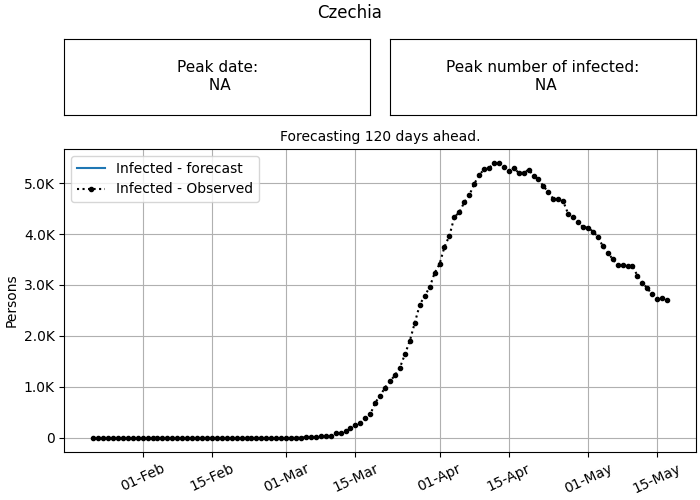 Czechia
Peak date:
NA
Peak number of infected:
NA
Forecasting 120 days ahead.
Infected - forecast
Infected - Observed
5.0K
4.0K
3.0K
2.0K
1.0K
0
Persons
01-Feb
15-Feb
01-Mar
15-Mar
01-Apr
15-Apr
01-May
15-May